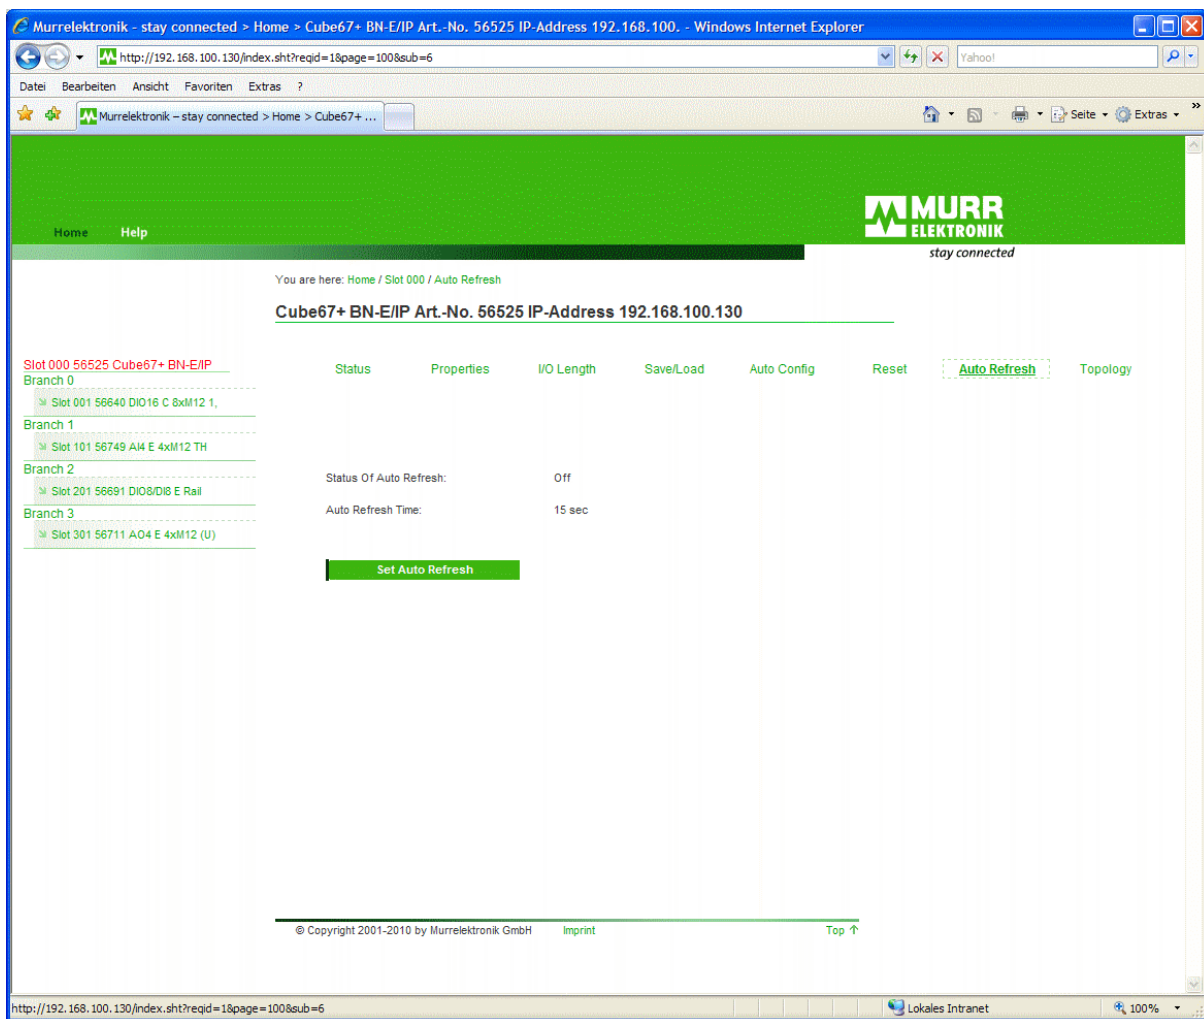 Murrelektronik - stay connected > Home > Cube67+ BN-E/IP Art.-No. 56525 IP-Address 192.168.100. - Windows Internet Explorer
http://192.168.100.130/index.sht?reqid=1&page=100&sub=6
Yahoo!
Datei Bearbeiten Ansicht Favoriten Extras ?
Murrelektronik – stay connected > Home > Cube67+ ...
Seite Extras »
MURR
ELEKTRONIK
stay connected
Home Help
You are here: Home / Slot 000 / Auto Refresh
Cube67+ BN-E/IP Art.-No. 56525 IP-Address 192.168.100.130
Status Properties I/O Length Save/Load Auto Config Reset Auto Refresh Topology
Slot 000 56525 Cube67+ BN-E/IP
Branch 0
Slot 001 56640 DIO16 C 8xM12 1,
Branch 1
Slot 101 56749 AI4 E 4xM12 TH
Branch 2
Slot 201 56691 DIO8/DI8 E Rail
Branch 3
Slot 301 56711 AO4 E 4xM12 (U)
Status Of Auto Refresh: Off
Auto Refresh Time: 15 sec
Set Auto Refresh
© Copyright 2001-2010 by Murrelektronik GmbH Imprint Top ↑
http://192.168.100.130/index.sht?reqid=1&page=100&sub=6 Lokales Intranet 100%